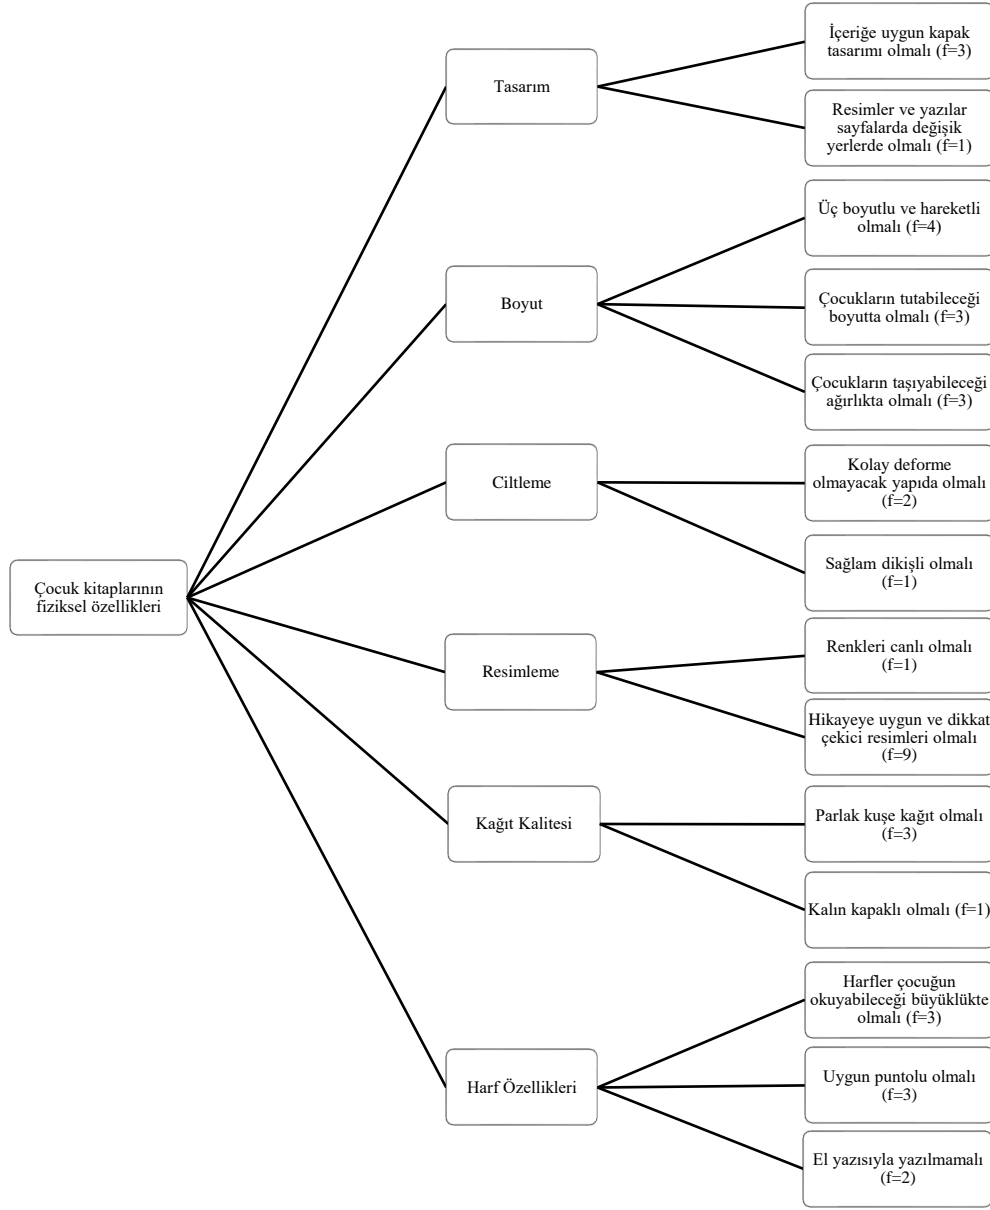 Çocuk kitaplarının
fiziksel özellikleri
Tasarım
İçeriğe uygun kapak
tasarımı olmalı (f=3)
Resimler ve yazılar
sayfalarda değişik
yerlerde olmalı (f=1)
Boyut
Üç boyutlu ve hareketli
olmalı (f=4)
Çocukların tutabileceği
boyutta olmalı (f=3)
Çocukların taşıyabileceği
ağırlıkta olmalı (f=3)
Ciltleme
Kolay deforme
olmayacak yapıda olmalı
(f=2)
Sağlam dikişli olmalı
(f=1)
Resimleme
Renkleri canlı olmalı
(f=1)
Hikayeye uygun ve dikkat
çekici resimleri olmalı
(f=9)
Kağıt Kalitesi
Parlak kuşe kağıt olmalı
(f=3)
Kalın kapaklı olmalı (f=1)
Harf Özellikleri
Harfler çocuğun
okuyabileceği büyüklükte
olmalı (f=3)
Uygun puntolu olmalı
(f=3)
El yazısıyla yazılmamalı
(f=2)